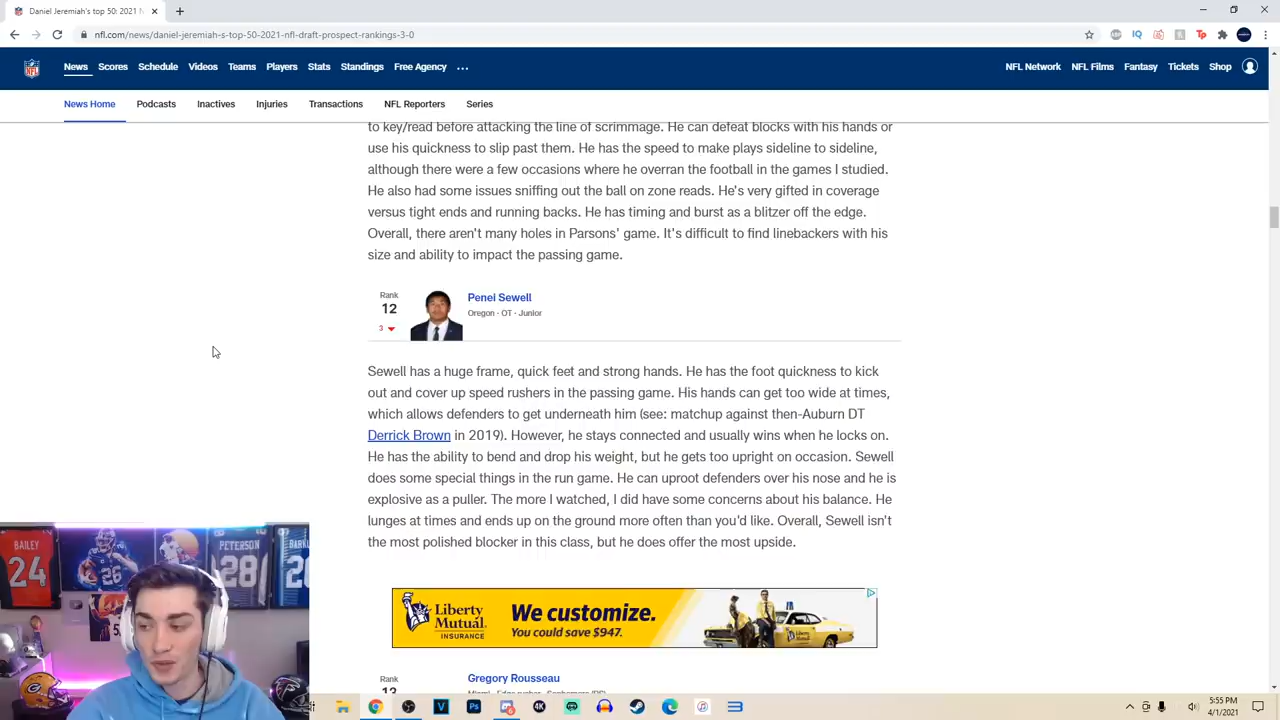 Daniel Jeremiah's top 50: 2021 N
nfl.com/news/daniel-jeremiah-s-top-50-2021-nfl-draft-prospect-rankings-3-0
News Scores Schedule Videos Teams Players Stats Standings Free Agency ... NFL Network NFL Films Fantasy Tickets Shop
News Home Podcasts Inactives Injuries Transactions NFL Reporters Series
to key/read before attacking the line of scrimmage. He can defeat blocks with his hands or
use his quickness to slip past them. He has the speed to make plays sideline to sideline,
although there were a few occasions where he overran the football in the games I studied.
He also had some issues sniffing out the ball on zone reads. He's very gifted in coverage
versus tight ends and running backs. He has timing and burst as a blitzer off the edge.
Overall, there aren't many holes in Parsons' game. It's difficult to find linebackers with his
size and ability to impact the passing game.
Rank
12
3
Penei Sewell
Oregon · OT · Junior
Sewell has a huge frame, quick feet and strong hands. He has the foot quickness to kick
out and cover up speed rushers in the passing game. His hands can get too wide at times,
which allows defenders to get underneath him (see: matchup against then-Auburn DT
Derrick Brown in 2019). However, he stays connected and usually wins when he locks on.
He has the ability to bend and drop his weight, but he gets too upright on occasion. Sewell
does some special things in the run game. He can uproot defenders over his nose and he is
explosive as a puller. The more I watched, I did have some concerns about his balance. He
lunges at times and ends up on the ground more often than you'd like. Overall, Sewell isn't
the most polished blocker in this class, but he does offer the most upside.
Liberty
Mutual
INSURANCE
We customize.
You could save $947.
Rank
13
Gregory Rousseau
Miami · Edge rusher · Sophomore (RS)
BAILEY
24
26
PETERSON
28
5:55 PM
4/1/2021